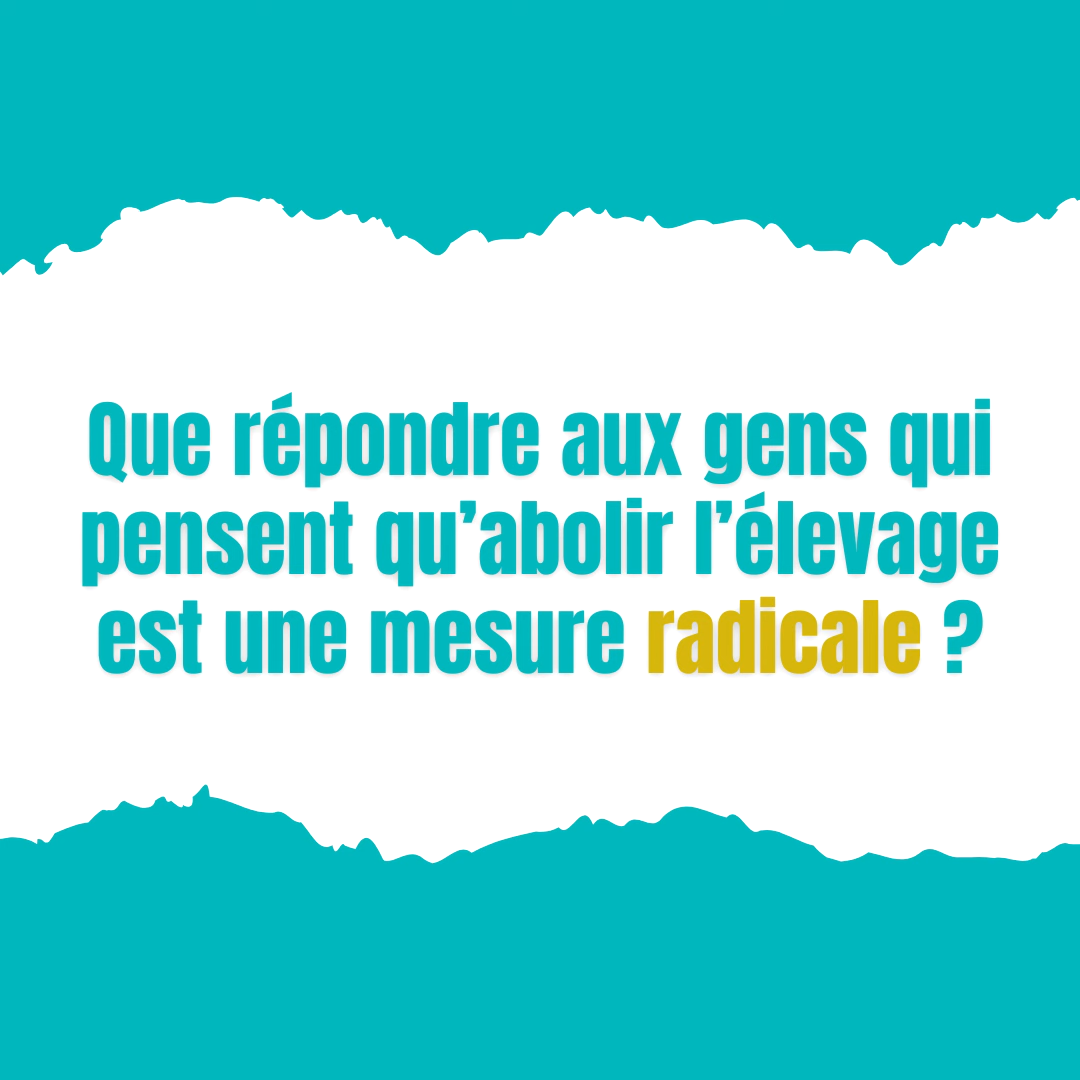 Que répondre aux gens qui
pensent qu’abolir l’élevage
est une mesure radicale ?